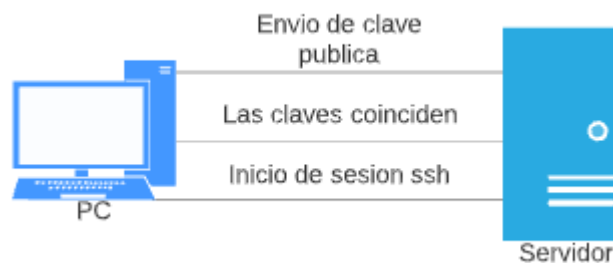 Envio de clave
publica
Las claves coinciden
Inicio de sesion ssh
PC
Servidor